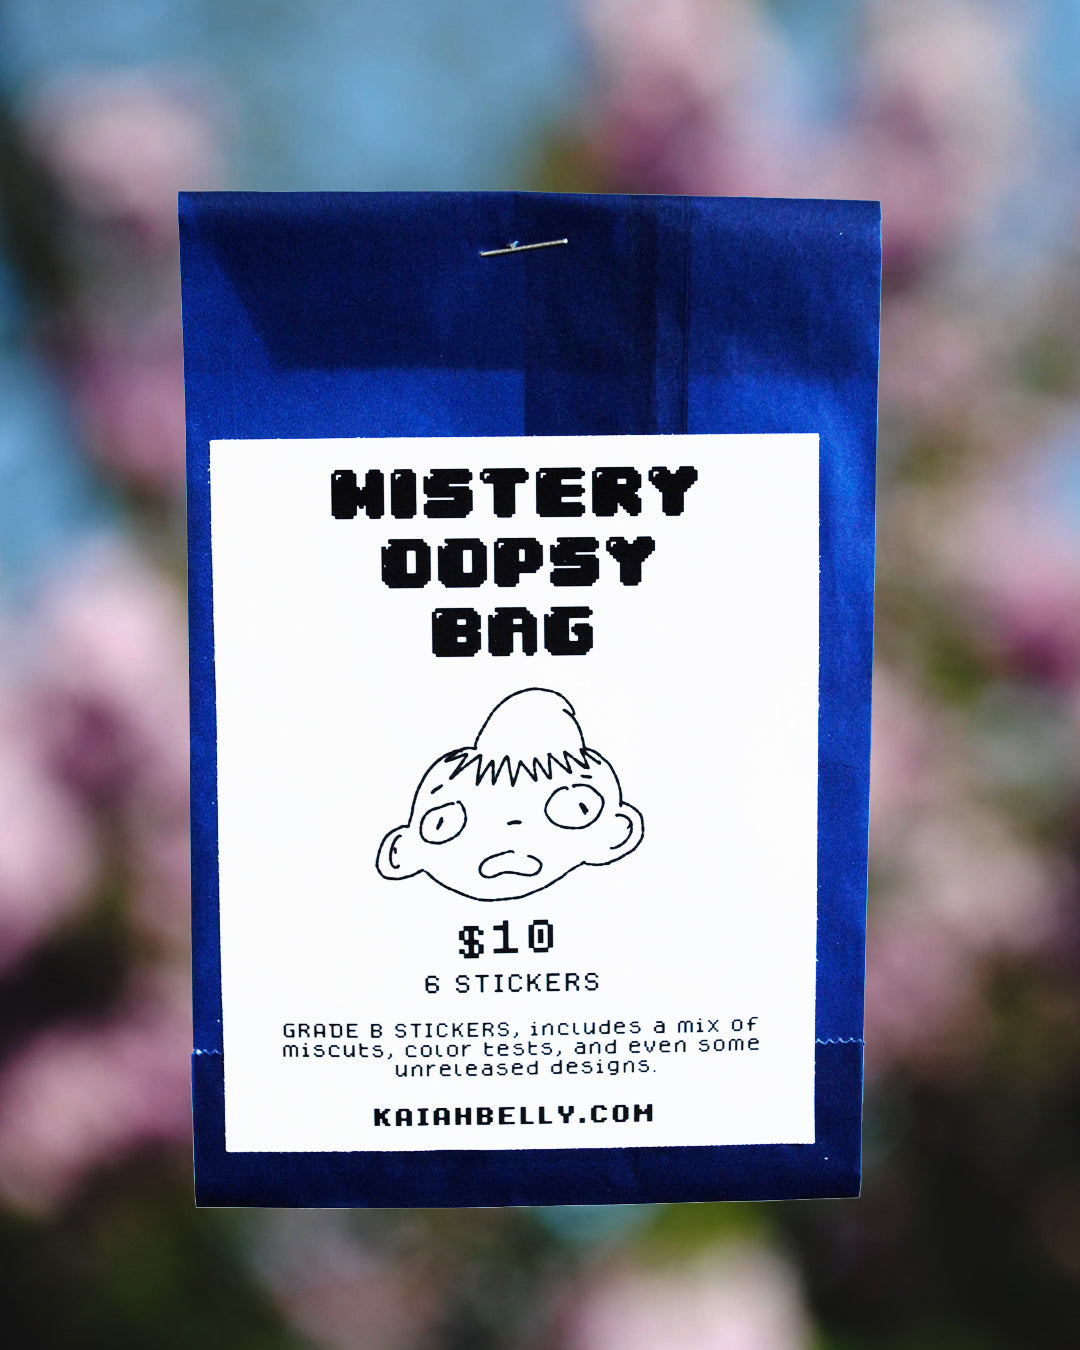 MISTERY
OOPSY
BAG
$10
6 STICKERS
GRADE B STICKERS, includes a mix of
miscuts, color tests, and even some
unreleased designs.
KAIAHBELLY.COM